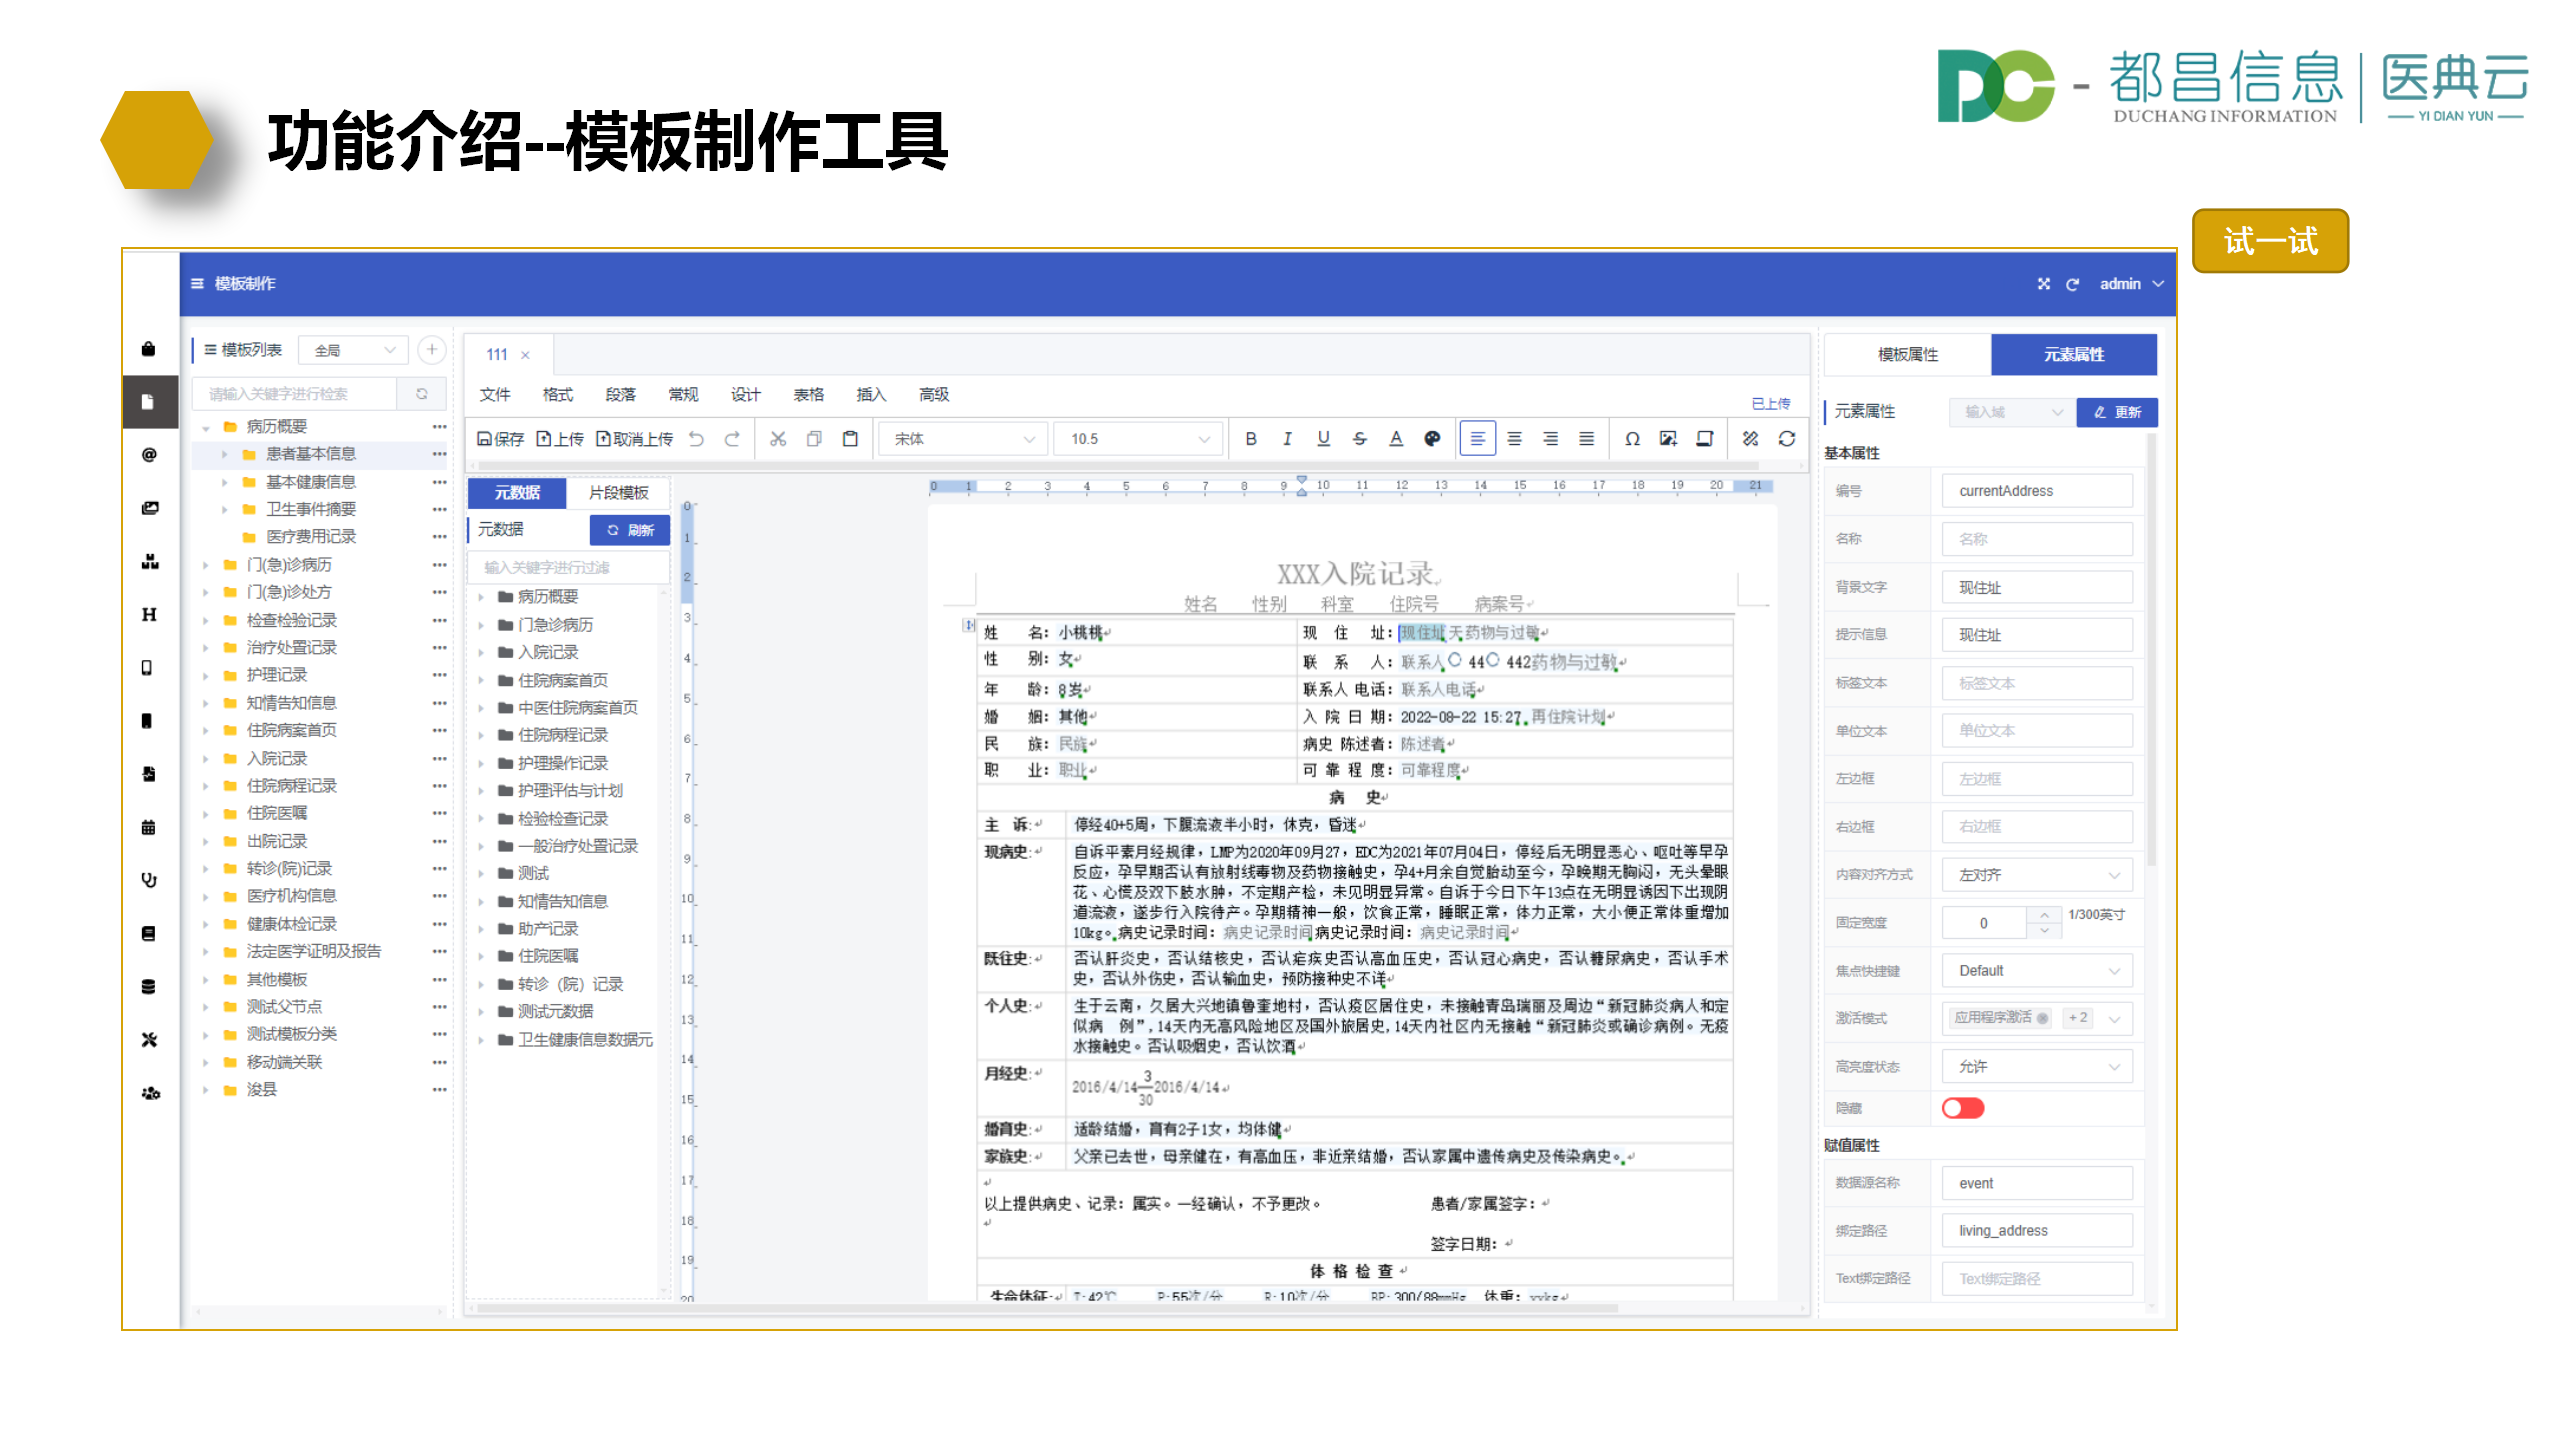 DC - 都昌信息 医典云
DUCHANG INFORMATION — YI DIAN YUN —
功能介绍--模板制作工具
试一试
模板制作
admin
模板列表 全局
请输入关键字进行检索
病历概要
患者基本信息
基本健康信息
卫生事件摘要
医疗费用记录
门(急)诊病历
门(急)诊处方
检查检验记录
治疗处置记录
护理记录
知情告知信息
住院病案首页
入院记录
住院病程记录
住院医嘱
出院记录
转诊(院)记录
医疗机构信息
健康体检记录
法定医学证明及报告
其他模板
测试父节点
测试模板分类
移动端关联
浚县
111 ×
文件 格式 段落 常规 设计 表格 插入 高级
已上传
保存 上传 取消上传 宋体 10.5 B I U S A Ω
元数据 片段模板
元数据 刷新
输入关键字进行过滤
病历概要
门急诊病历
入院记录
住院病案首页
中医住院病案首页
住院病程记录
护理操作记录
护理评估与计划
检验检查记录
一般治疗处置记录
测试
知情告知信息
助产记录
住院医嘱
转诊（院）记录
测试元数据
卫生健康信息数据元
0 1 2 3 4 5 6 7 8 9 10 11 12 13 14 15 16 17 18 19 20 21
0
1
2
3
4
5
6
7
8
9
10
11
12
13
14
15
16
17
18
19
20
XXX入院记录
姓名 性别 科室 住院号 病案号
姓 名：小桃桃 现 住 址：现住址 无药物与过敏
性 别：女 联 系 人：联系人 44 442药物与过敏
年 龄：8岁 联系人 电话：联系人电话
婚 姻：其他 入 院 日 期：2022-08-22 15:27 再住院计划
民 族：民族 病史 陈述者：陈述者
职 业：职业 可 靠 程 度：可靠程度
病 史
主 诉: 停经40+5周，下腹流液半小时，休克，昏迷
现病史: 自诉平素月经规律，LMP为2020年09月27，EDC为2021年07月04日，停经后无明显恶心、呕吐等早孕
反应，孕早期否认有放射线毒物及药物接触史，孕4+月余自觉胎动至今，孕晚期无胸闷，无头晕眼
花、心慌及双下肢水肿，不定期产检，未见明显异常。自诉于今日下午13点在无明显诱因下出现阴
道流液，遂步行入院待产。孕期精神一般，饮食正常，睡眠正常，体力正常，大小便正常体重增加
10kg。病史记录时间：病史记录时间病史记录时间：病史记录时间
既往史: 否认肝炎史，否认结核史，否认疟疾史否认高血压史，否认冠心病史，否认糖尿病史，否认手术
史，否认外伤史，否认输血史，预防接种史不详
个人史: 生于云南，久居大兴地镇鲁奎地村，否认疫区居住史，未接触青岛瑞丽及周边“新冠肺炎病人和定
似病 例”,14天内无高风险地区及国外旅居史,14天内社区内无接触“新冠肺炎或确诊病例。无疫
水接触史。否认吸烟史，否认饮酒
月经史: 2016/4/14 3/30 2016/4/14
婚育史: 适龄结婚，育有2子1女，均体健
家族史: 父亲已去世，母亲健在，有高血压，非近亲结婚，否认家属中遗传病史及传染病史。
以上提供病史、记录：属实。一经确认，不予更改。 患者/家属签字：
签字日期：
体 格 检 查
生命体征: T:42℃ P:55次/分 R:10次/分 BP:300/88mmHg 体重：xxkg
模板属性 元素属性
元素属性 输入域 更新
基本属性
编号 currentAddress
名称 名称
背景文字 现住址
提示信息 现住址
标签文本 标签文本
单位文本 单位文本
左边框 左边框
右边框 右边框
内容对齐方式 左对齐
固定宽度 0 1/300英寸
焦点快捷键 Default
激活模式 应用程序激活 + 2
高亮度状态 允许
隐藏
赋值属性
数据源名称 event
绑定路径 living_address
Text绑定路径 Text绑定路径